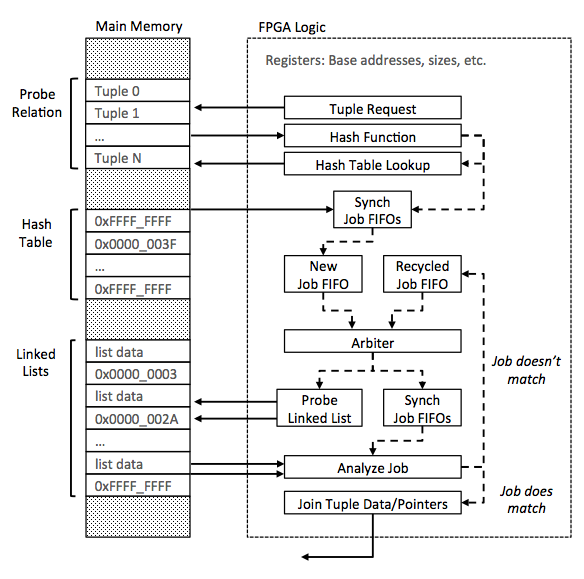 Main Memory
FPGA Logic
Registers: Base addresses, sizes, etc.
Probe
Relation
Tuple 0
Tuple 1
...
Tuple N
Tuple Request
Hash Function
Hash Table Lookup
Hash
Table
0xFFFF_FFFF
0x0000_003F
...
0xFFFF_FFFF
Synch
Job FIFOs
New
Job FIFO
Recycled
Job FIFO
Arbiter
Job doesn't
match
Linked
Lists
list data
0x0000_0003
list data
0x0000_002A
...
list data
0xFFFF_FFFF
Probe
Linked List
Synch
Job FIFOs
Analyze Job
Job does
match
Join Tuple Data/Pointers